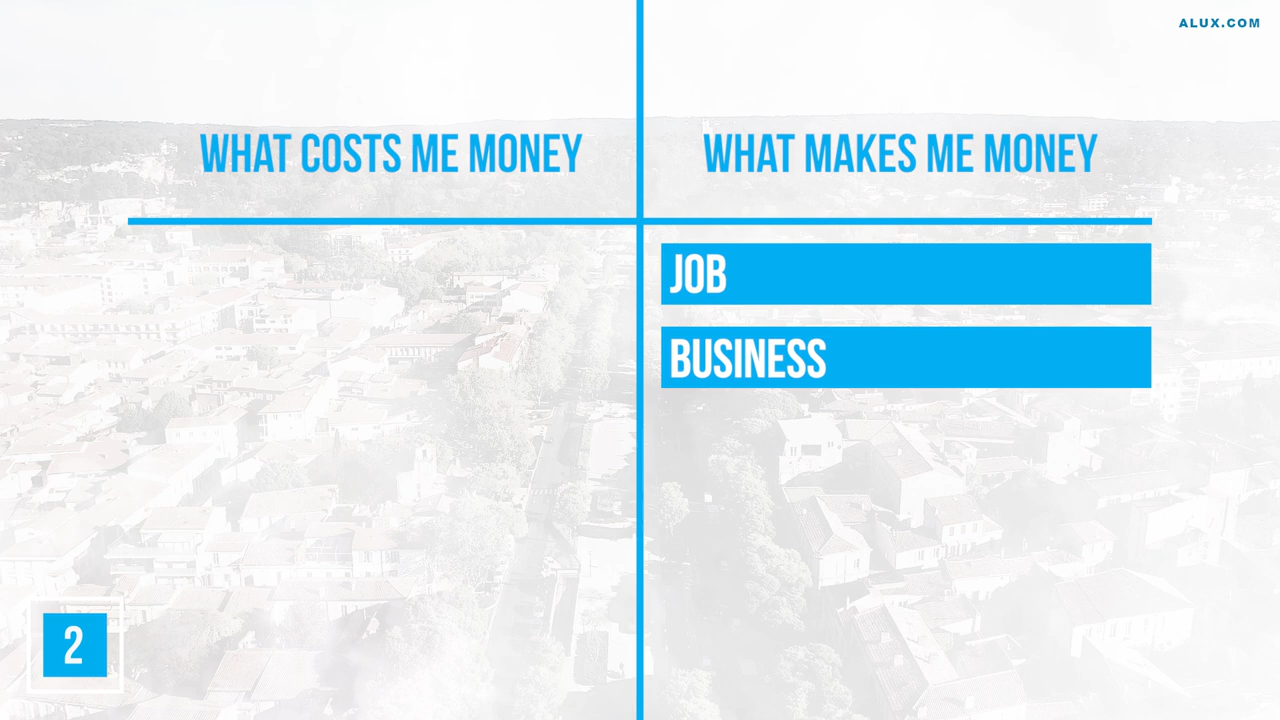 ALUX.COM
WHAT COSTS ME MONEY
WHAT MAKES ME MONEY
JOB
BUSINESS
2